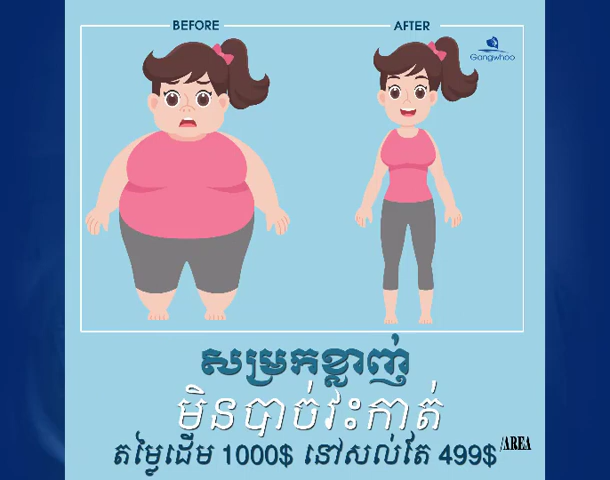 BEFORE
AFTER
Gangwhoo
សម្រកខ្លាញ់
មិនបាច់វះកាត់
តម្លៃដើម 1000$ នៅសល់តែ 499$
/AREA